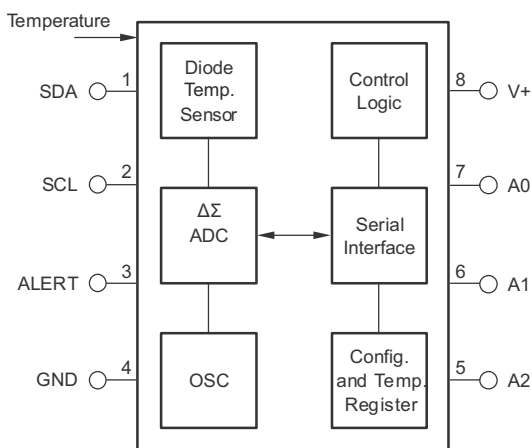 Temperature
SDA
1
SCL
2
ALERT
3
GND
4
Diode
Temp.
Sensor
ΔΣ
ADC
OSC
Control
Logic
Serial
Interface
Config.
and Temp.
Register
8
V+
7
A0
6
A1
5
A2